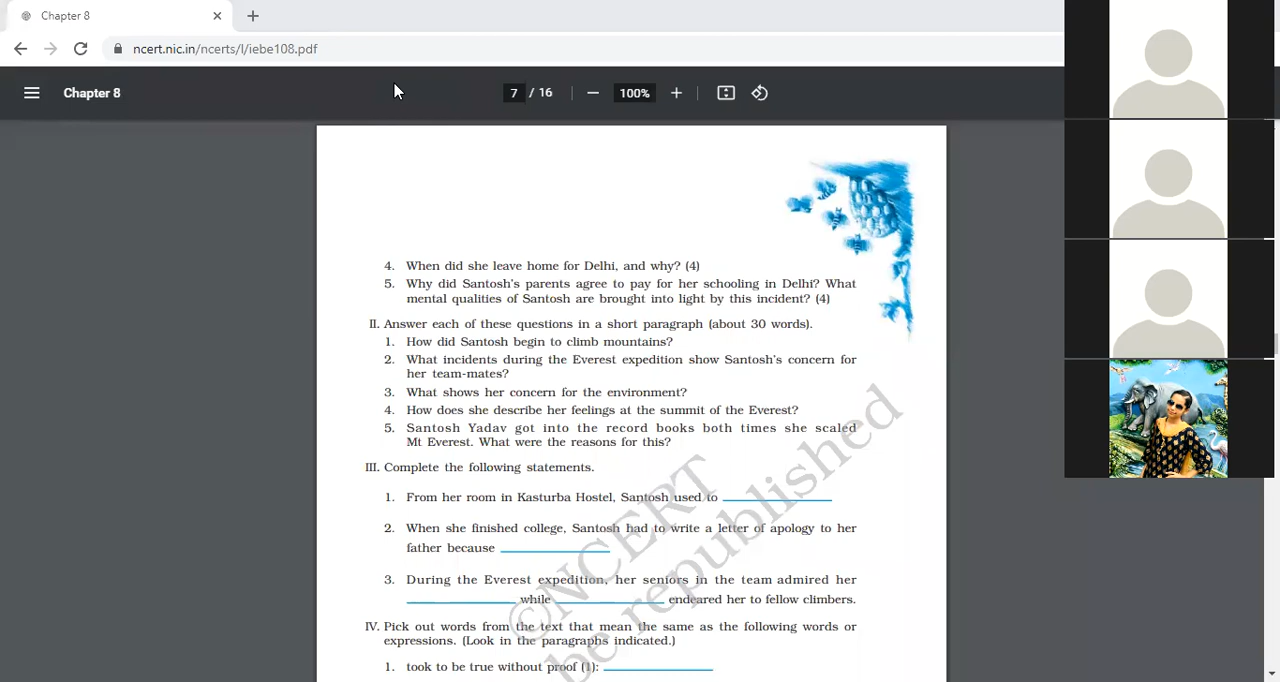 Chapter 8
ncert.nic.in/ncerts/l/iebe108.pdf
Chapter 8
7 / 16
100%
4. When did she leave home for Delhi, and why? (4)
5. Why did Santosh's parents agree to pay for her schooling in Delhi? What
mental qualities of Santosh are brought into light by this incident? (4)
II. Answer each of these questions in a short paragraph (about 30 words).
1. How did Santosh begin to climb mountains?
2. What incidents during the Everest expedition show Santosh's concern for
her team-mates?
3. What shows her concern for the environment?
4. How does she describe her feelings at the summit of the Everest?
5. Santosh Yadav got into the record books both times she scaled
Mt Everest. What were the reasons for this?
III. Complete the following statements.
1. From her room in Kasturba Hostel, Santosh used to
2. When she finished college, Santosh had to write a letter of apology to her
father because
3. During the Everest expedition, her seniors in the team admired her
while endeared her to fellow climbers.
IV. Pick out words from the text that mean the same as the following words or
expressions. (Look in the paragraphs indicated.)
1. took to be true without proof (1):
©NCERT
be republished